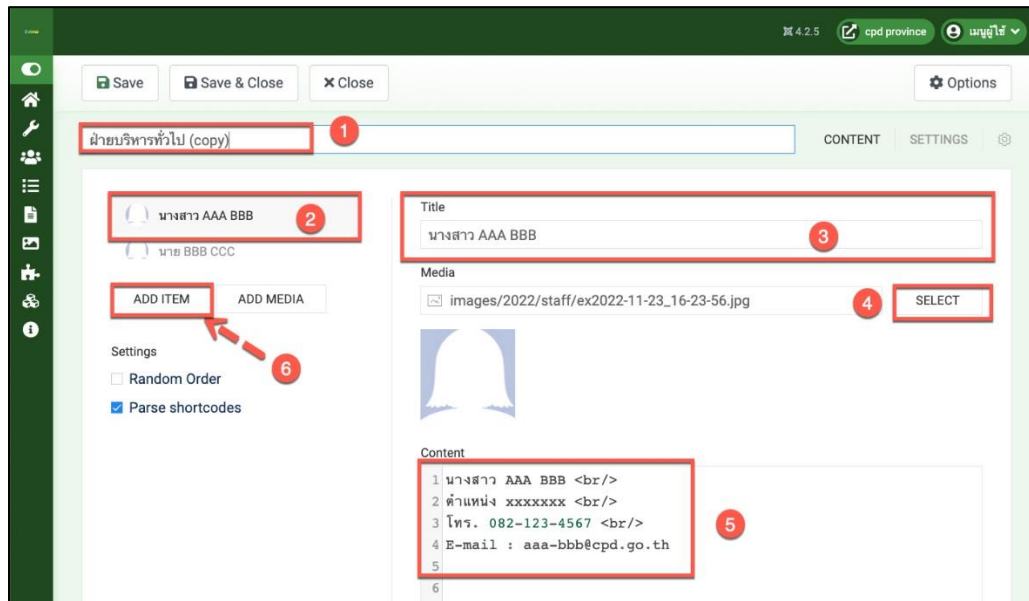 4.2.5 cpd province เมนูผู้ใช้
Save Save & Close Close Options
ฝ่ายบริหารทั่วไป (copy) 1 CONTENT SETTINGS
นางสาว AAA BBB 2
นาย BBB CCC
ADD ITEM ADD MEDIA
6
Settings
Random Order
Parse shortcodes
Title
นางสาว AAA BBB 3
Media
images/2022/staff/ex2022-11-23_16-23-56.jpg 4 SELECT
Content
1 นางสาว AAA BBB <br/>
2 ตำแหน่ง xxxxxxx <br/>
3 โทร. 082-123-4567 <br/>
4 E-mail : aaa-bbb@cpd.go.th
5
6
5